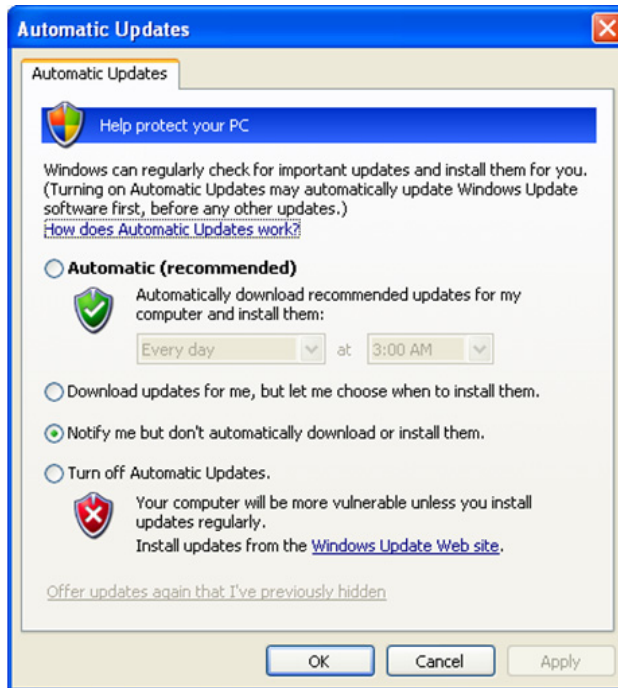 Automatic Updates
Automatic Updates
Help protect your PC
Windows can regularly check for important updates and install them for you.
(Turning on Automatic Updates may automatically update Windows Update
software first, before any other updates.)
How does Automatic Updates work?
Automatic (recommended)
Automatically download recommended updates for my
computer and install them:
Every day at 3:00 AM
Download updates for me, but let me choose when to install them.
Notify me but don't automatically download or install them.
Turn off Automatic Updates.
Your computer will be more vulnerable unless you install
updates regularly.
Install updates from the Windows Update Web site.
Offer updates again that I've previously hidden
OK Cancel Apply